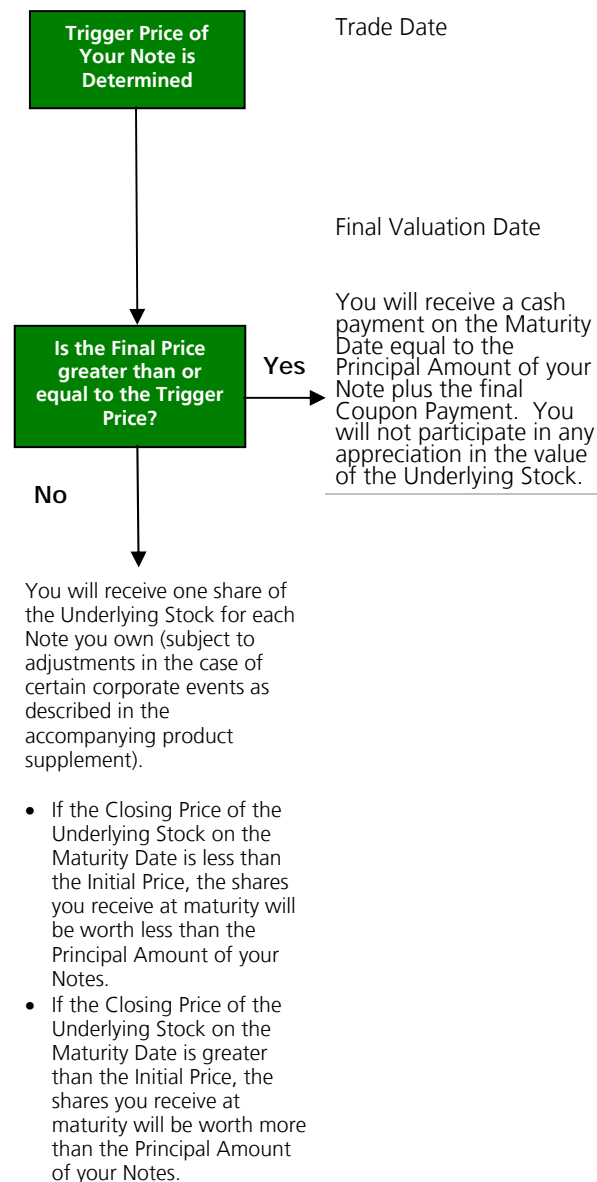 Trigger Price of
Your Note is
Determined
Trade Date
Final Valuation Date
Is the Final Price
greater than or
equal to the Trigger
Price?
Yes
You will receive a cash
payment on the Maturity
Date equal to the
Principal Amount of your
Note plus the final
Coupon Payment.  You
will not participate in any
appreciation in the value
of the Underlying Stock.
No
You will receive one share of
the Underlying Stock for each
Note you own (subject to
adjustments in the case of
certain corporate events as
described in the
accompanying product
supplement).
• If the Closing Price of the
Underlying Stock on the
Maturity Date is less than
the Initial Price, the shares
you receive at maturity will
be worth less than the
Principal Amount of your
Notes.
• If the Closing Price of the
Underlying Stock on the
Maturity Date is greater
than the Initial Price, the
shares you receive at
maturity will be worth more
than the Principal Amount
of your Notes.